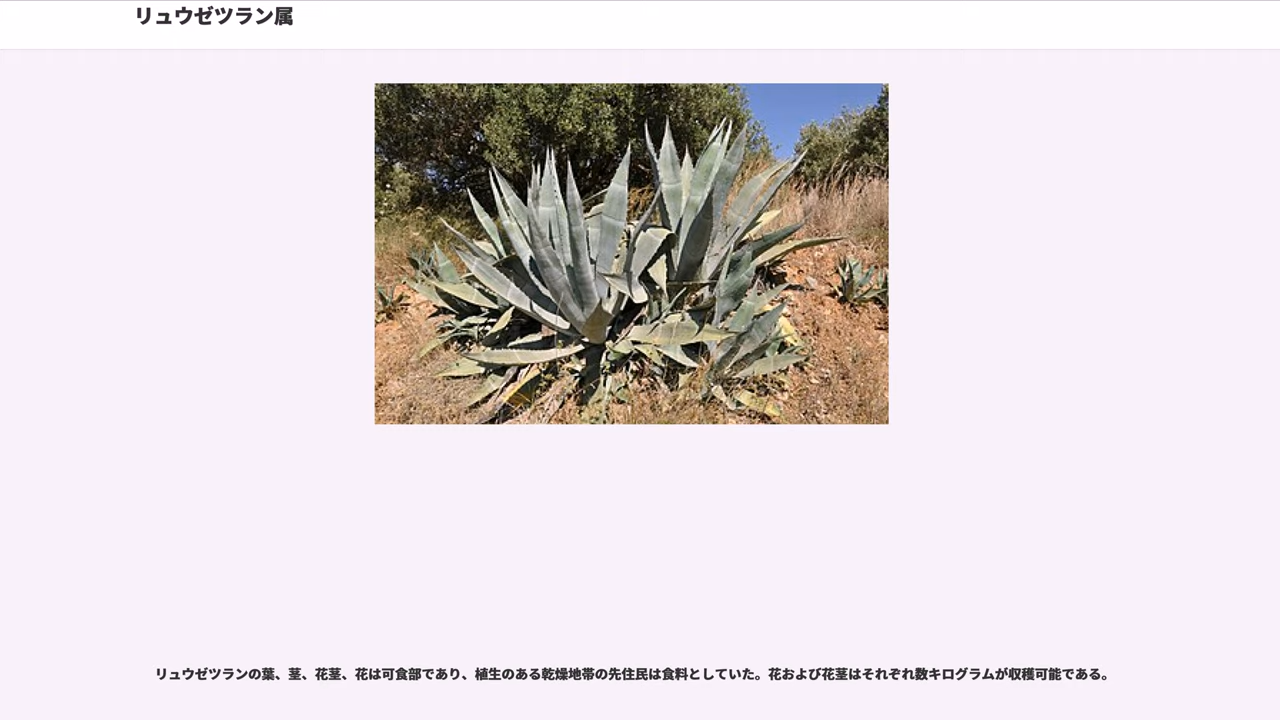 リュウゼツラン属
リュウゼツランの葉、茎、花茎、花は可食部であり、植生のある乾燥地帯の先住民は食料としていた。花および花茎はそれぞれ数キログラムが収穫可能である。